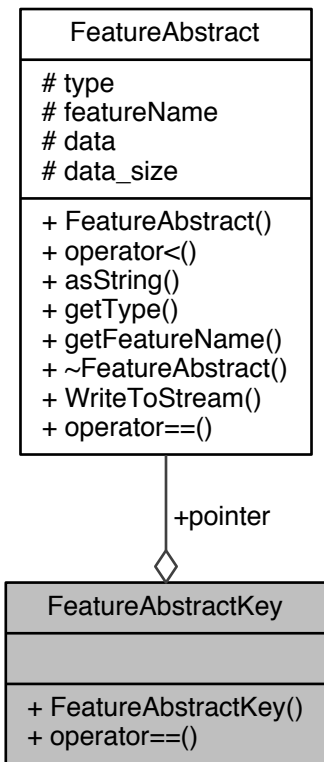 FeatureAbstract
# type
# featureName
# data
# data_size
+ FeatureAbstract()
+ operator<()
+ asString()
+ getType()
+ getFeatureName()
+ ~FeatureAbstract()
+ WriteToStream()
+ operator==()
+pointer
FeatureAbstractKey
+ FeatureAbstractKey()
+ operator==()